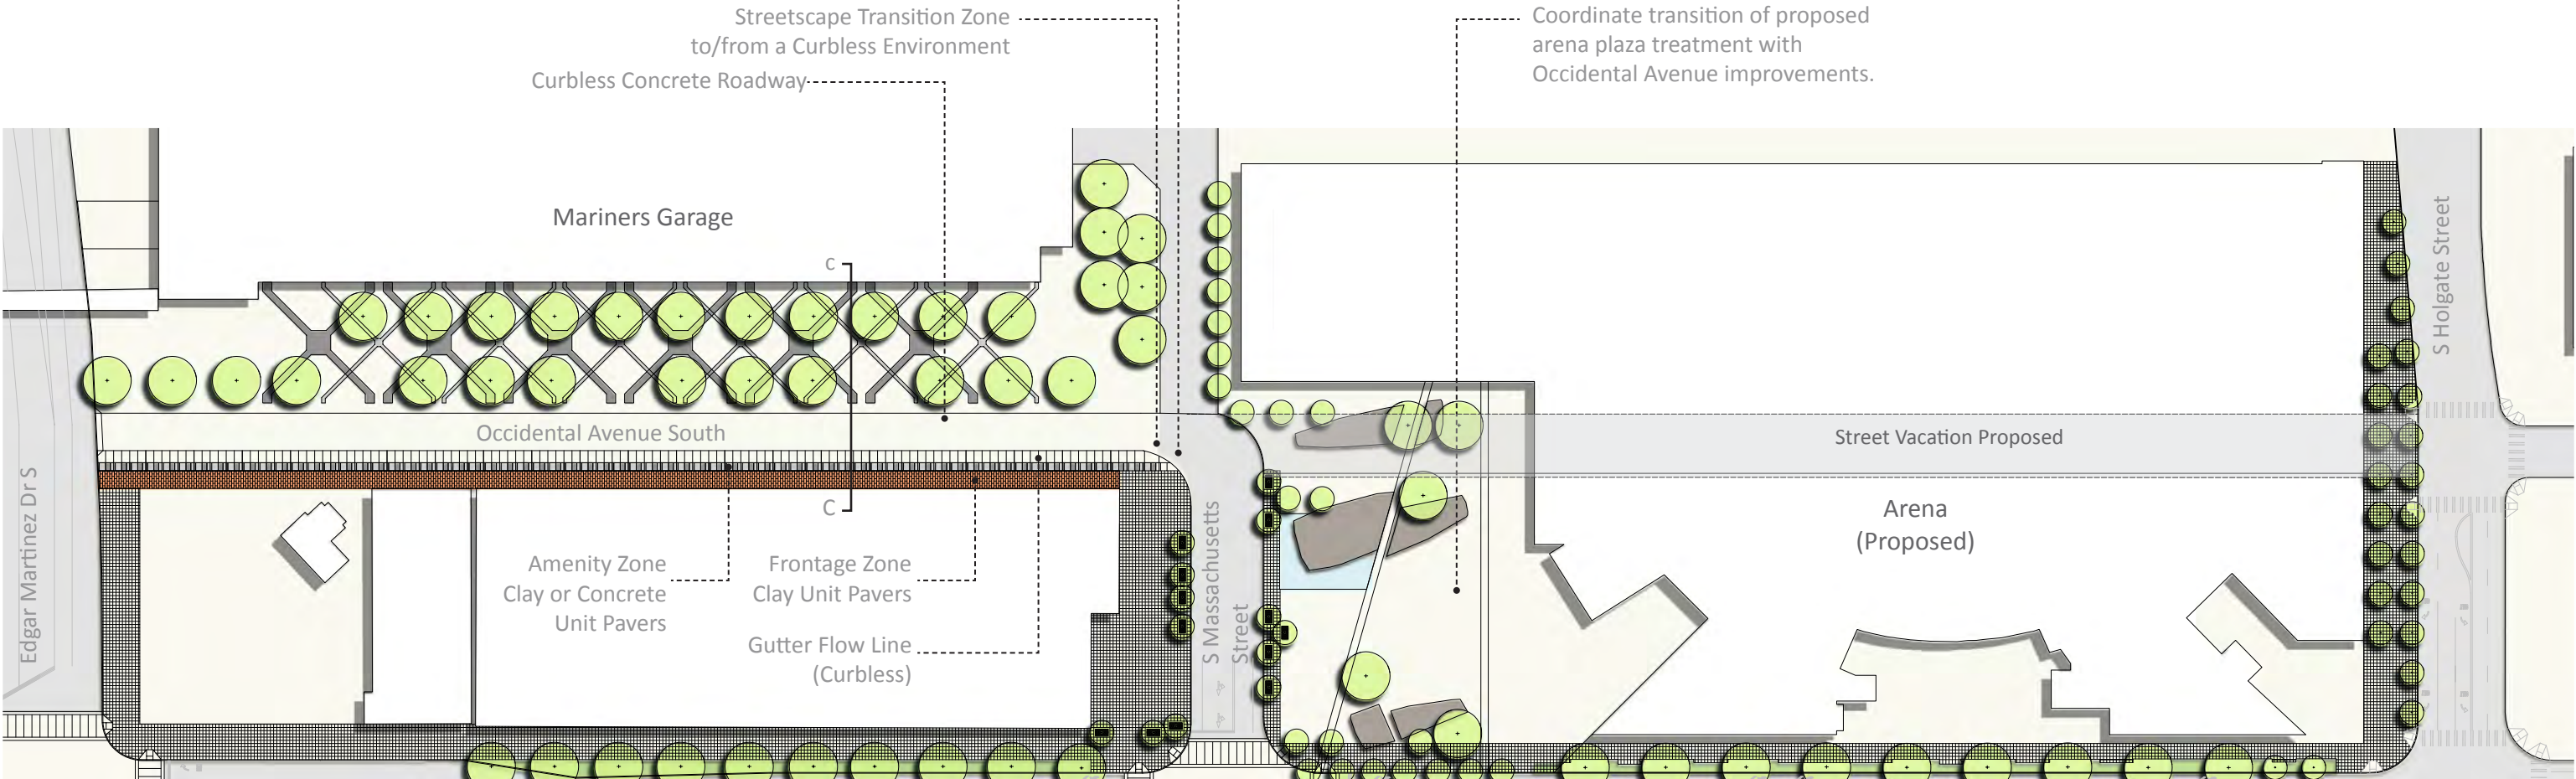 Streetscape Transition Zone
to/from a Curbless Environment
Curbless Concrete Roadway
Coordinate transition of proposed
arena plaza treatment with
Occidental Avenue improvements.
Mariners Garage
C
Occidental Avenue South
Street Vacation Proposed
C
Arena
(Proposed)
Amenity Zone
Clay or Concrete
Unit Pavers
Frontage Zone
Clay Unit Pavers
Gutter Flow Line
(Curbless)
Edgar Martinez Dr S
S Massachusetts
Street
S Holgate Street